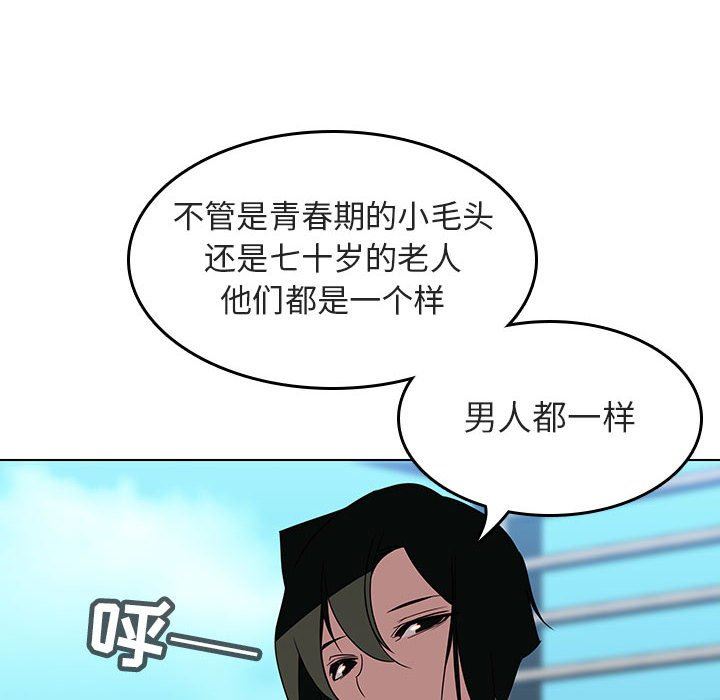 不管是青春期的小毛头
还是七十岁的老人
他们都是一个样
男人都一样
呼—